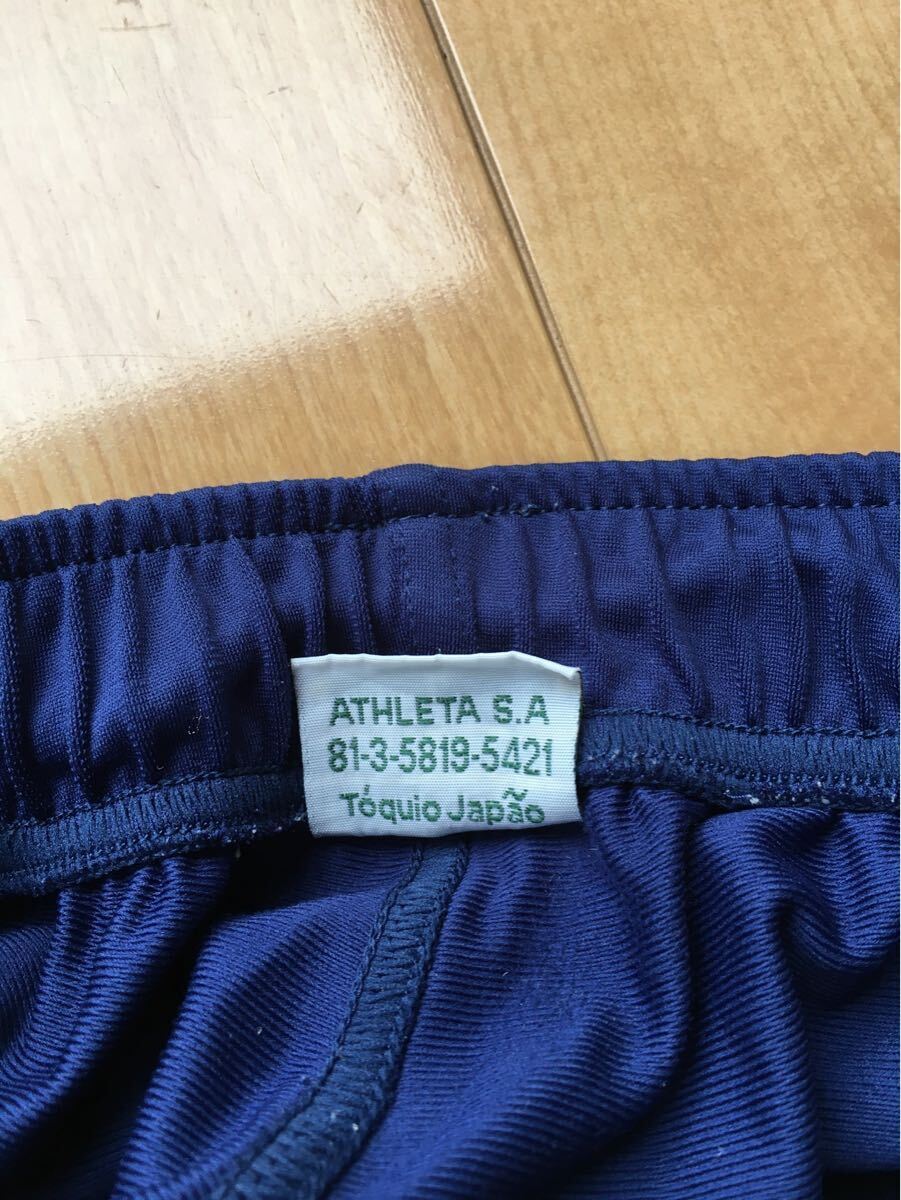 ATHLETA S.A
81-3-5819-5421
Tóquio Japão